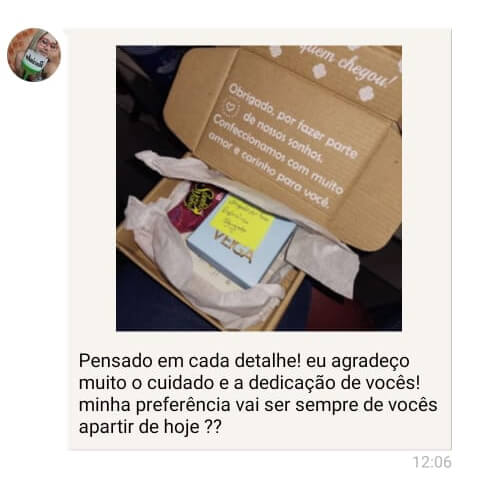 quem chegou!
Obrigado, por fazer parte
de nossos sonhos.
Confeccionamos com muito
amor e carinho para você.
VEIGA
Pensado em cada detalhe! eu agradeço
muito o cuidado e a dedicação de vocês!
minha preferência vai ser sempre de vocês
apartir de hoje ??
12:06